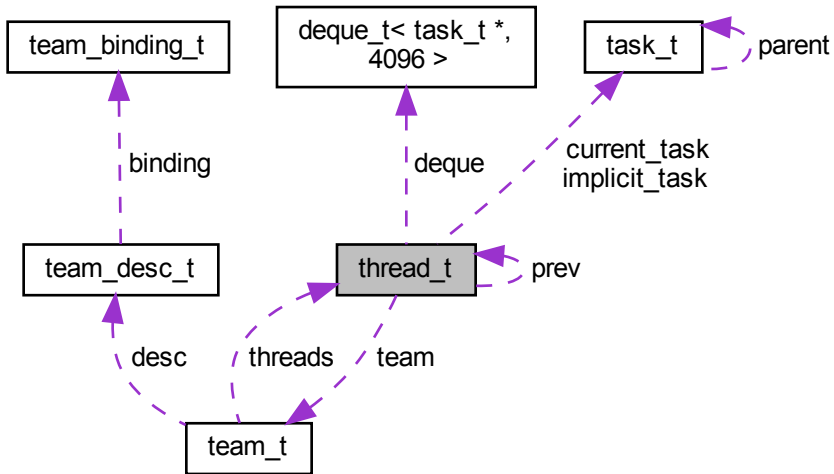 team_binding_t
deque_t< task_t *,
4096 >
task_t
parent
binding
deque
current_task
implicit_task
team_desc_t
thread_t
prev
desc
threads
team
team_t